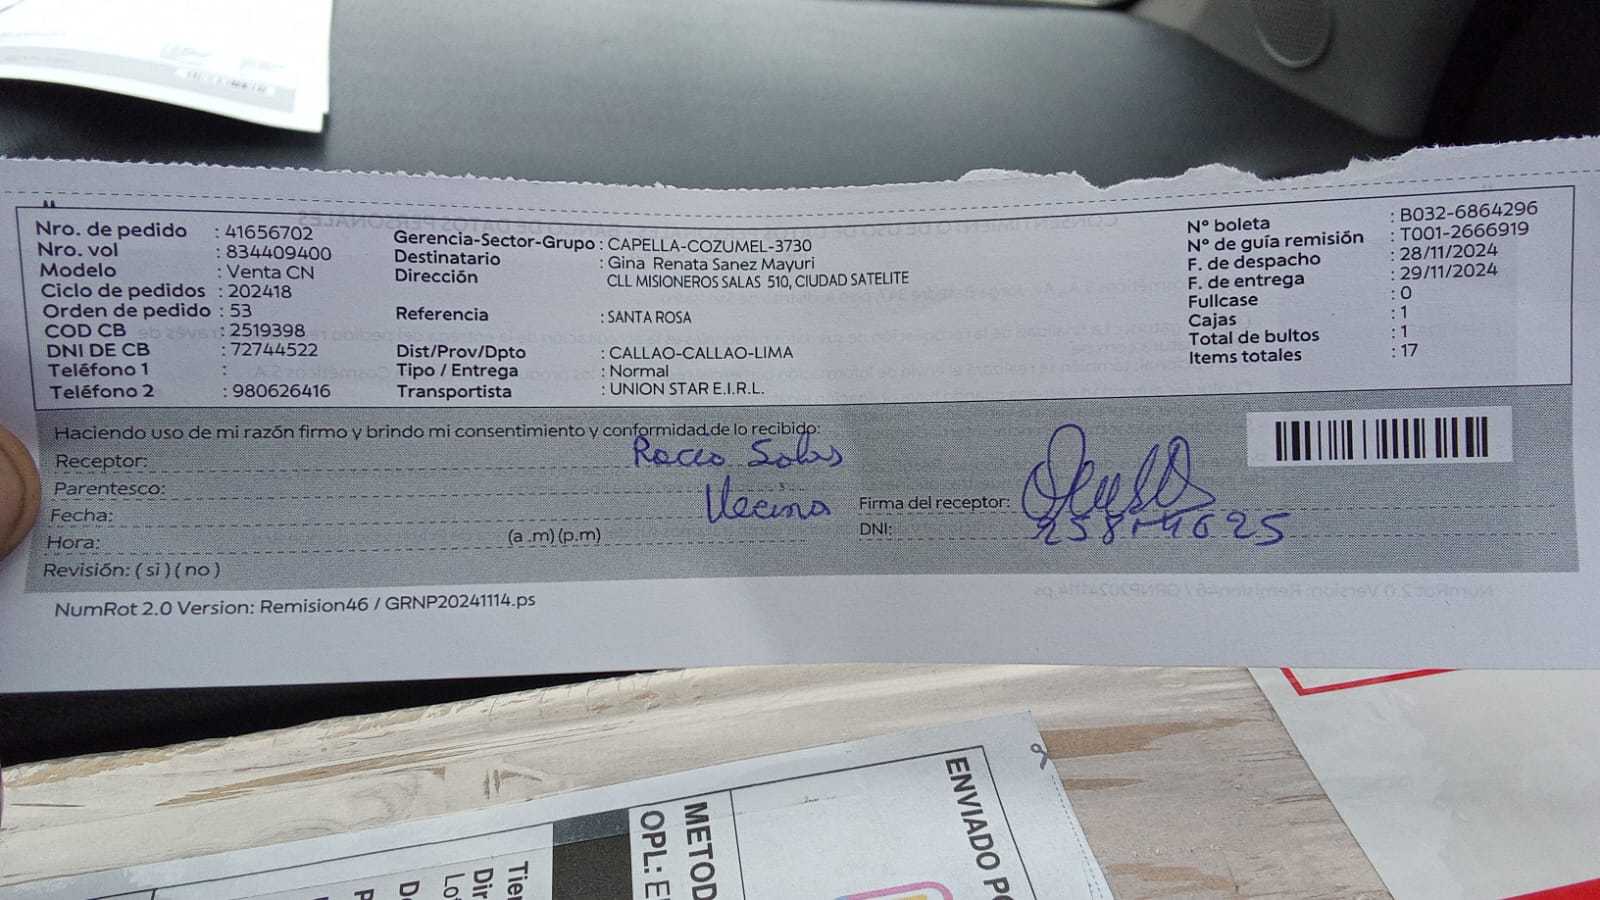 Nro. de pedido : 41656702
Nro. vol : 834409400
Modelo : Venta CN
Ciclo de pedidos : 202418
Orden de pedido : 53
COD CB : 2519398
DNI DE CB : 72744522
Teléfono 1 :
Teléfono 2 : 980626416
Gerencia-Sector-Grupo : CAPELLA-COZUMEL-3730
Destinatario : Gina Renata Sanez Mayuri
Dirección CLL MISIONEROS SALAS 510, CIUDAD SATELITE
Referencia : SANTA ROSA
Dist/Prov/Dpto : CALLAO-CALLAO-LIMA
Tipo / Entrega : Normal
Transportista : UNION STAR E.I.R.L.
N° boleta : B032-6864296
N° de guía remisión : T001-2666919
F. de despacho : 28/11/2024
F. de entrega : 29/11/2024
Fullcase : 0
Cajas : 1
Total de bultos : 1
Items totales : 17
Haciendo uso de mi razón firmo y brindo mi consentimiento y conformidad de lo recibido:
Receptor: Rocio Solas
Parentesco: Vecina
Fecha:
Hora: (a .m) (p.m)
Revisión: ( si ) ( no )
Firma del receptor:
DNI:
NumRot 2.0 Version: Remision46 / GRNP20241114.ps
ENVIADO
METOD
OPL: E
Tier
Dir